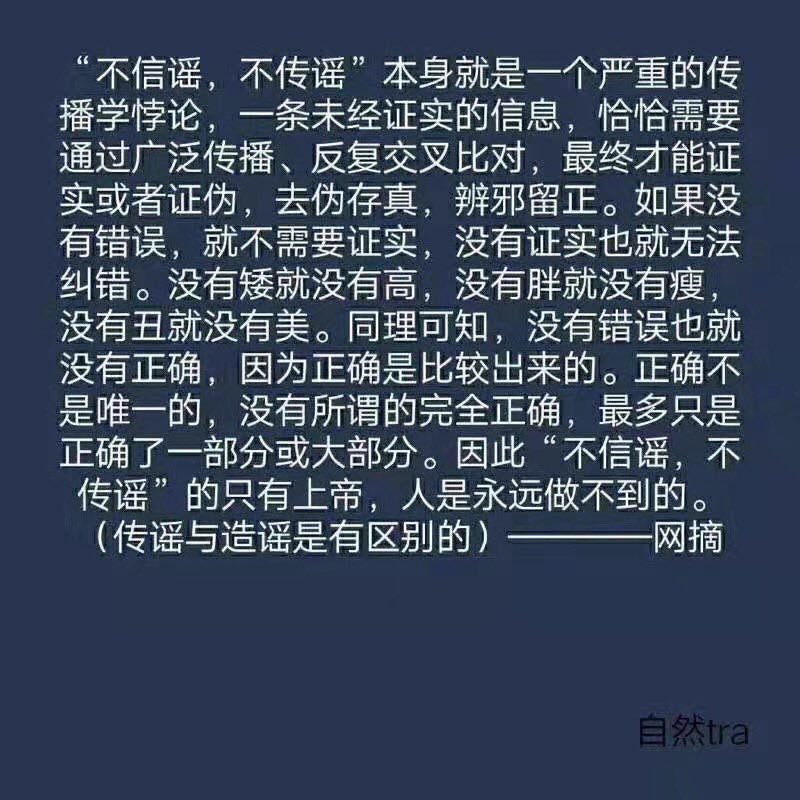 “不信谣，不传谣”本身就是一个严重的传
播学悖论，一条未经证实的信息，恰恰需要
通过广泛传播、反复交叉比对，最终才能证
实或者证伪，去伪存真，辨邪留正。如果没
有错误，就不需要证实，没有证实也就无法
纠错。没有矮就没有高，没有胖就没有瘦，
没有丑就没有美。同理可知，没有错误也就
没有正确，因为正确是比较出来的。正确不
是唯一的，没有所谓的完全正确，最多只是
正确了一部分或大部分。因此“不信谣，不
传谣”的只有上帝，人是永远做不到的。
（传谣与造谣是有区别的）————网摘
自然tra